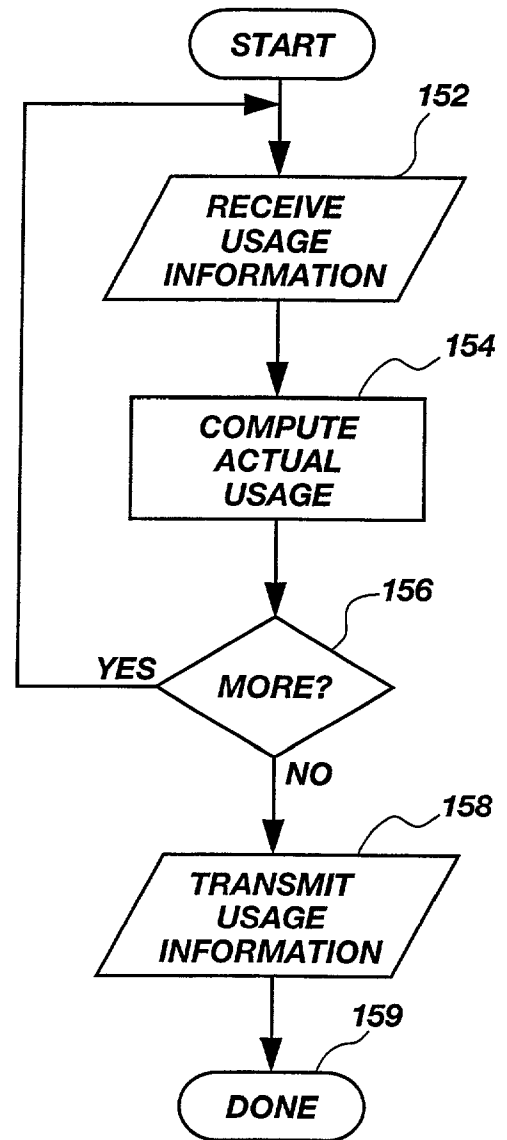 START
152
RECEIVE
USAGE
INFORMATION
154
COMPUTE
ACTUAL
USAGE
156
YES
MORE?
NO
158
TRANSMIT
USAGE
INFORMATION
159
DONE